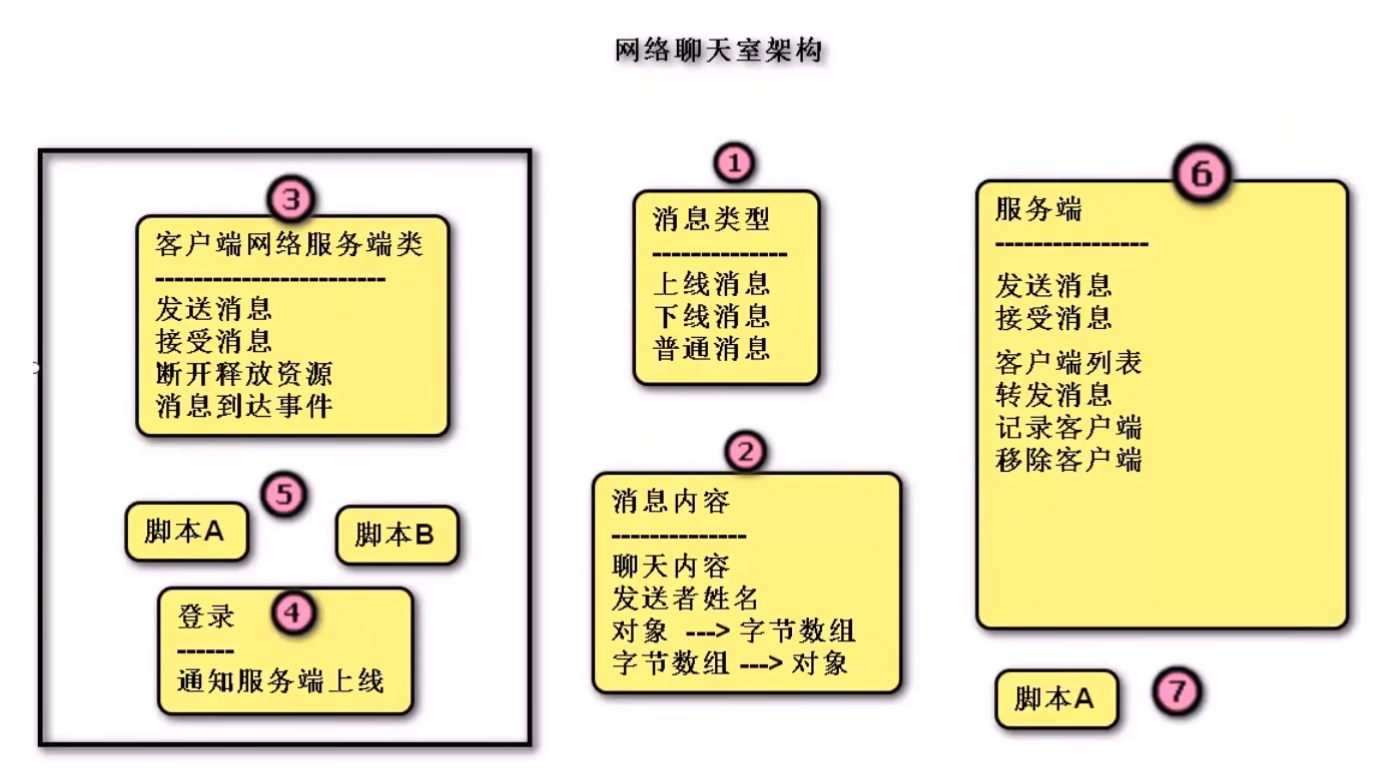 网络聊天室架构
3
客户端网络服务端类
------------------------
发送消息
接受消息
断开释放资源
消息到达事件
5
脚本A
脚本B
4
登录
------
通知服务端上线
1
消息类型
--------------
上线消息
下线消息
普通消息
2
消息内容
--------------
聊天内容
发送者姓名
对象 ---> 字节数组
字节数组 ---> 对象
6
服务端
----------------
发送消息
接受消息
客户端列表
转发消息
记录客户端
移除客户端
脚本A
7